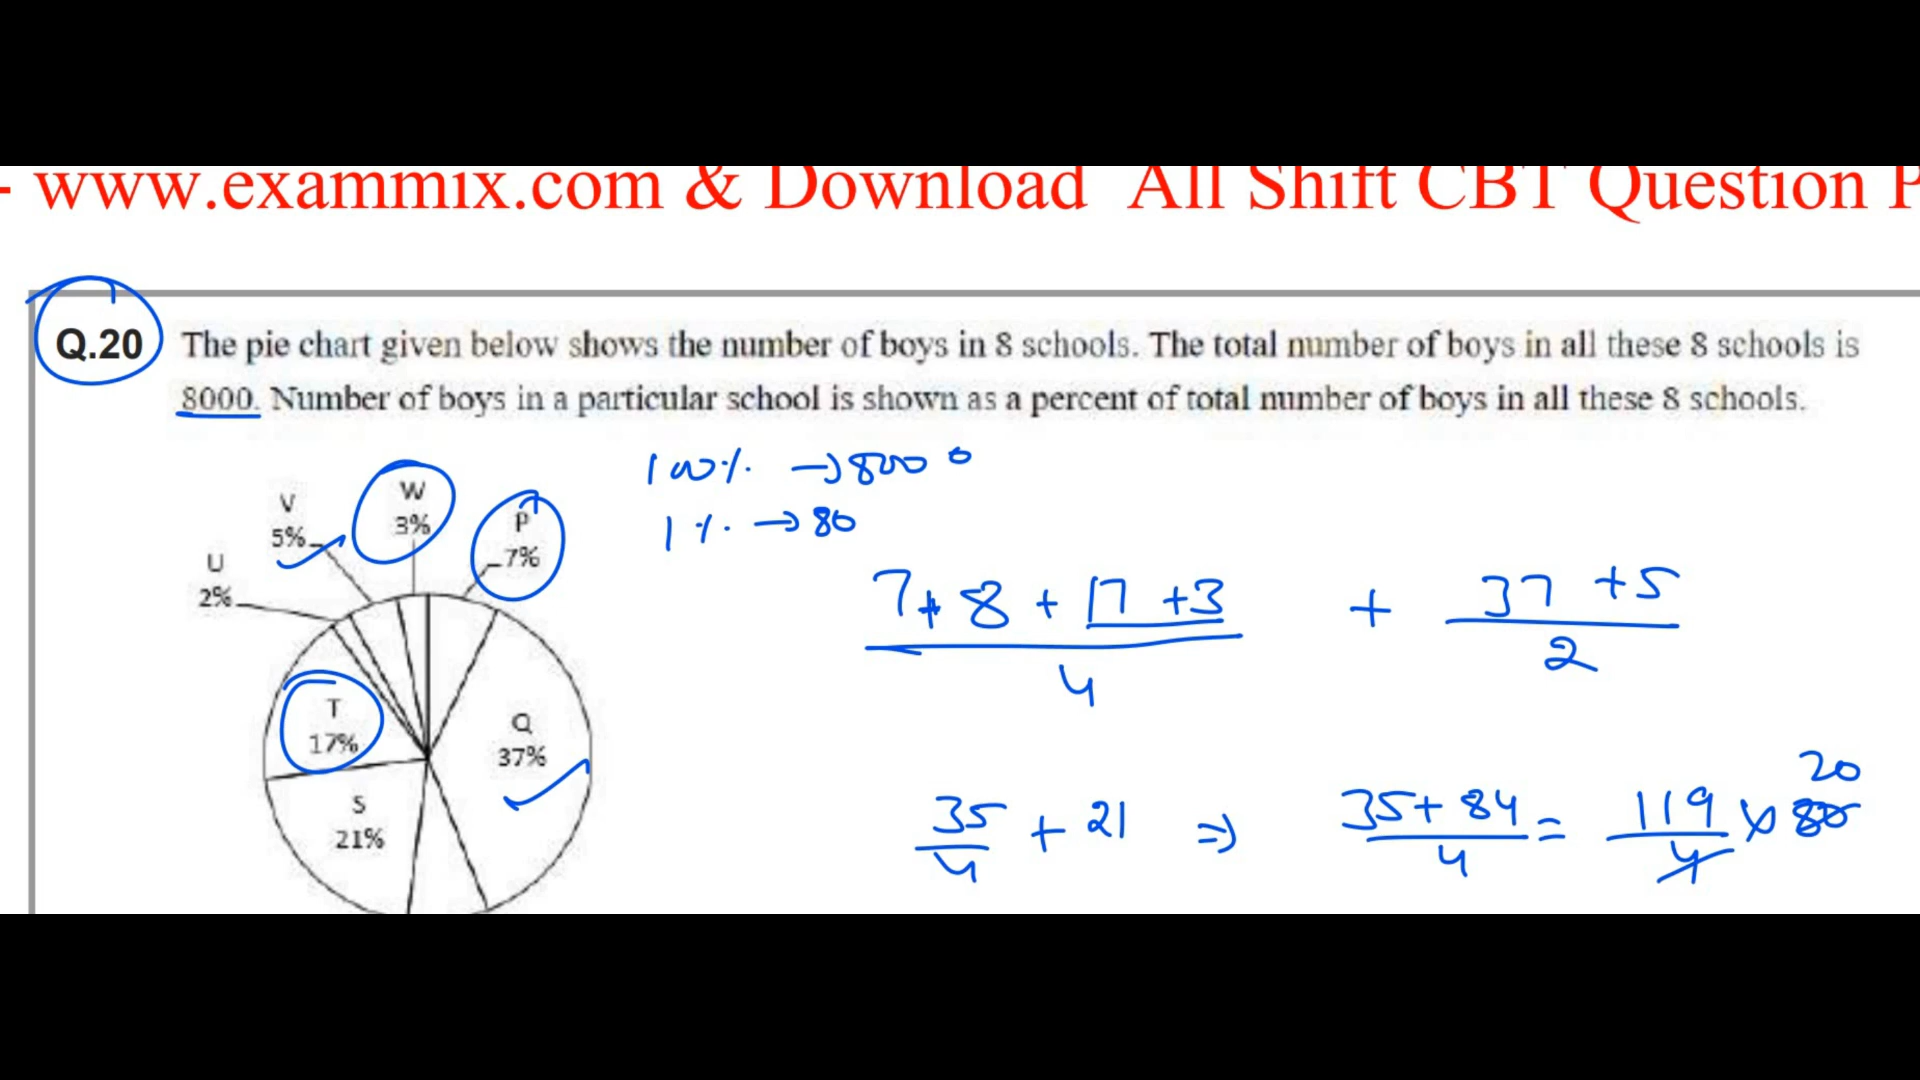 - www.exammix.com & Download All Shift CBT Question P
Q.20 The pie chart given below shows the number of boys in 8 schools. The total number of boys in all these 8 schools is
8000. Number of boys in a particular school is shown as a percent of total number of boys in all these 8 schools.
100% → 8000
1% → 80
W
3%
V
5%
P
7%
U
2%
T
17%
Q
37%
S
21%
7 + 8 + 17 + 3 + 37 + 5
4 2
35 + 21 ⇒ 35 + 84 = 119 × 80 20
4 4 4